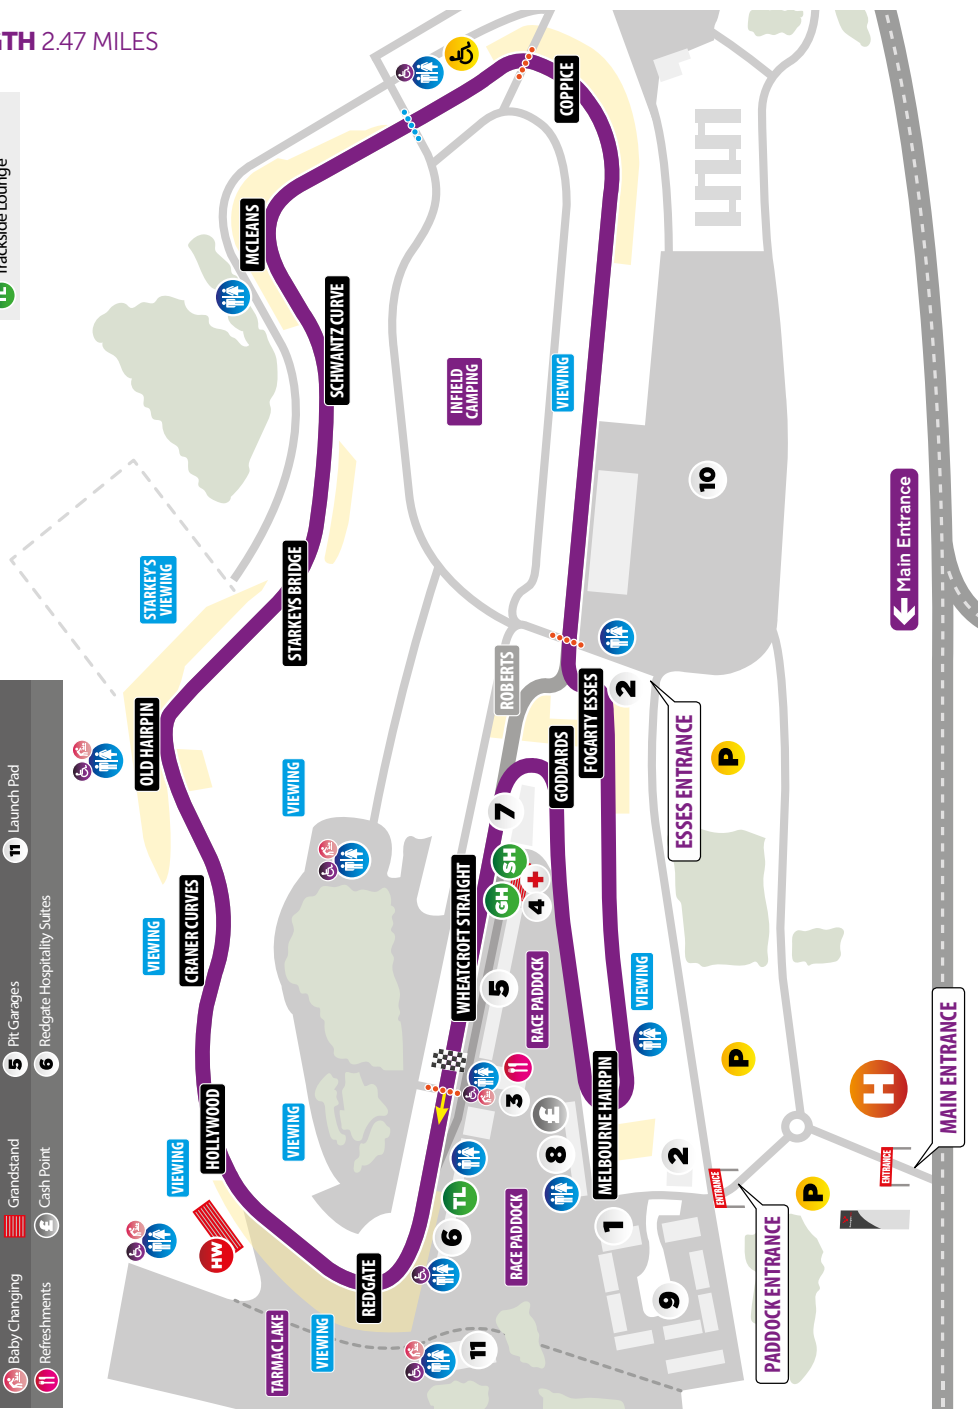 GTH 2.47 MILES
TL Trackside Lounge
Baby Changing
Grandstand
5 Pit Garages
11 Launch Pad
Refreshments
£ Cash Point
6 Redgate Hospitality Suites
COPPICE
MCLEANS
SCHWANTZ CURVE
INFIELD
CAMPING
VIEWING
10
Main Entrance
STARKEY'S
VIEWING
STARKEYS BRIDGE
ROBERTS
OLD HAIRPIN
FOGARTY ESSES
2
GODDARDS
ESSES ENTRANCE
P
VIEWING
7
SH
GH
4
WHEATCROFT STRAIGHT
CRANER CURVES
VIEWING
5
RACE PADDOCK
VIEWING
MAIN ENTRANCE
H
P
HOLLYWOOD
VIEWING
VIEWING
3
£
8
MELBOURNE HAIRPIN
2
ENTRANCE
ENTRANCE
P
TL
6
RACE PADDOCK
1
HW
REDGATE
9
PADDOCK ENTRANCE
TARMAC LAKE
VIEWING
11